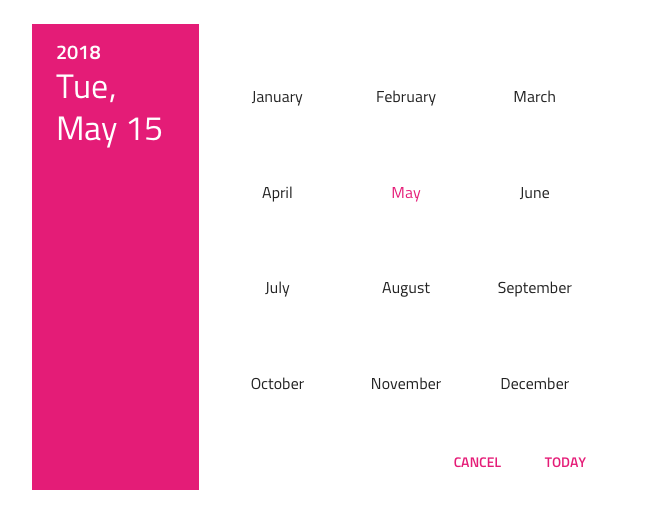 2018
Tue,
May 15
January February March
April May June
July August September
October November December
CANCEL TODAY